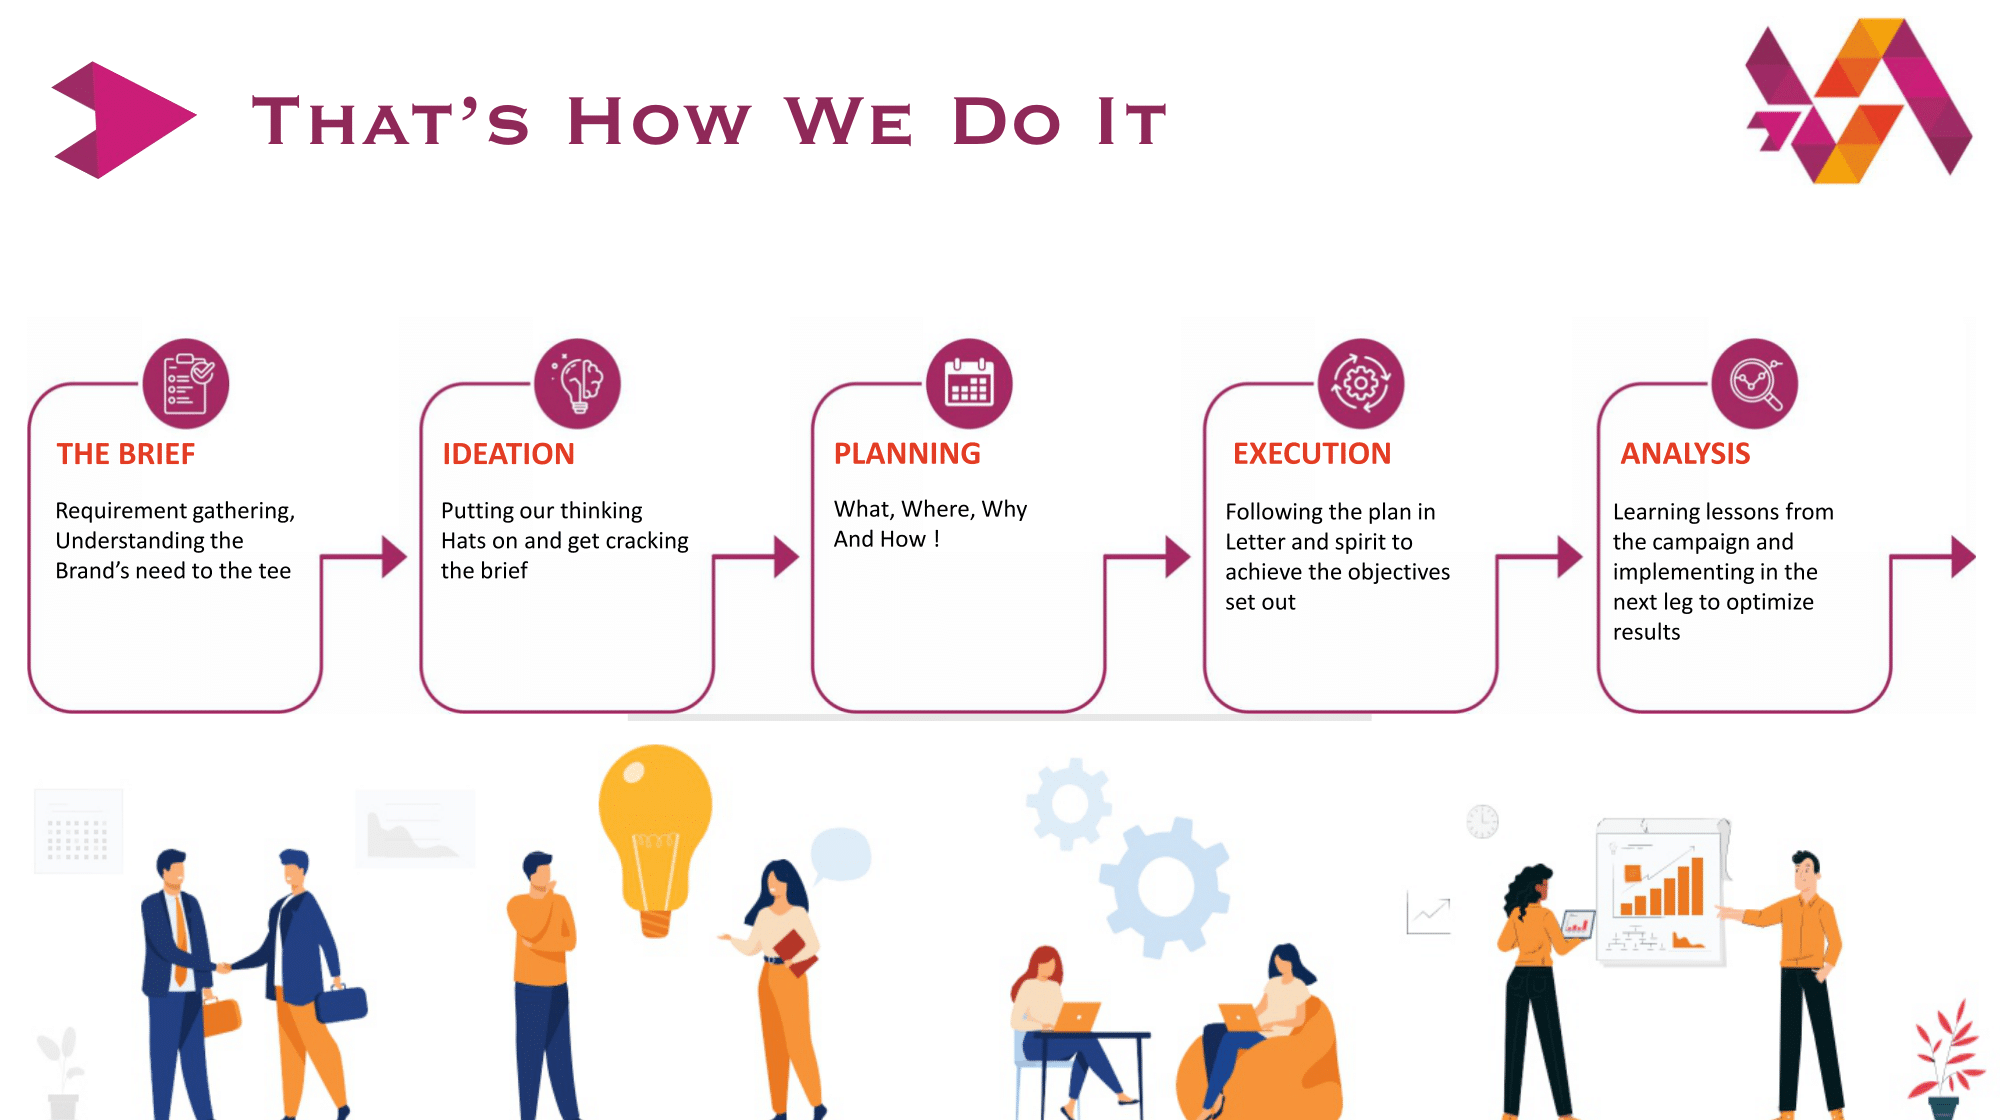 THAT'S HOW WE DO IT
THE BRIEF
Requirement gathering,
Understanding the
Brand's need to the tee
IDEATION
Putting our thinking
Hats on and get cracking
the brief
PLANNING
What, Where, Why
And How !
EXECUTION
Following the plan in
Letter and spirit to
achieve the objectives
set out
ANALYSIS
Learning lessons from
the campaign and
implementing in the
next leg to optimize
results